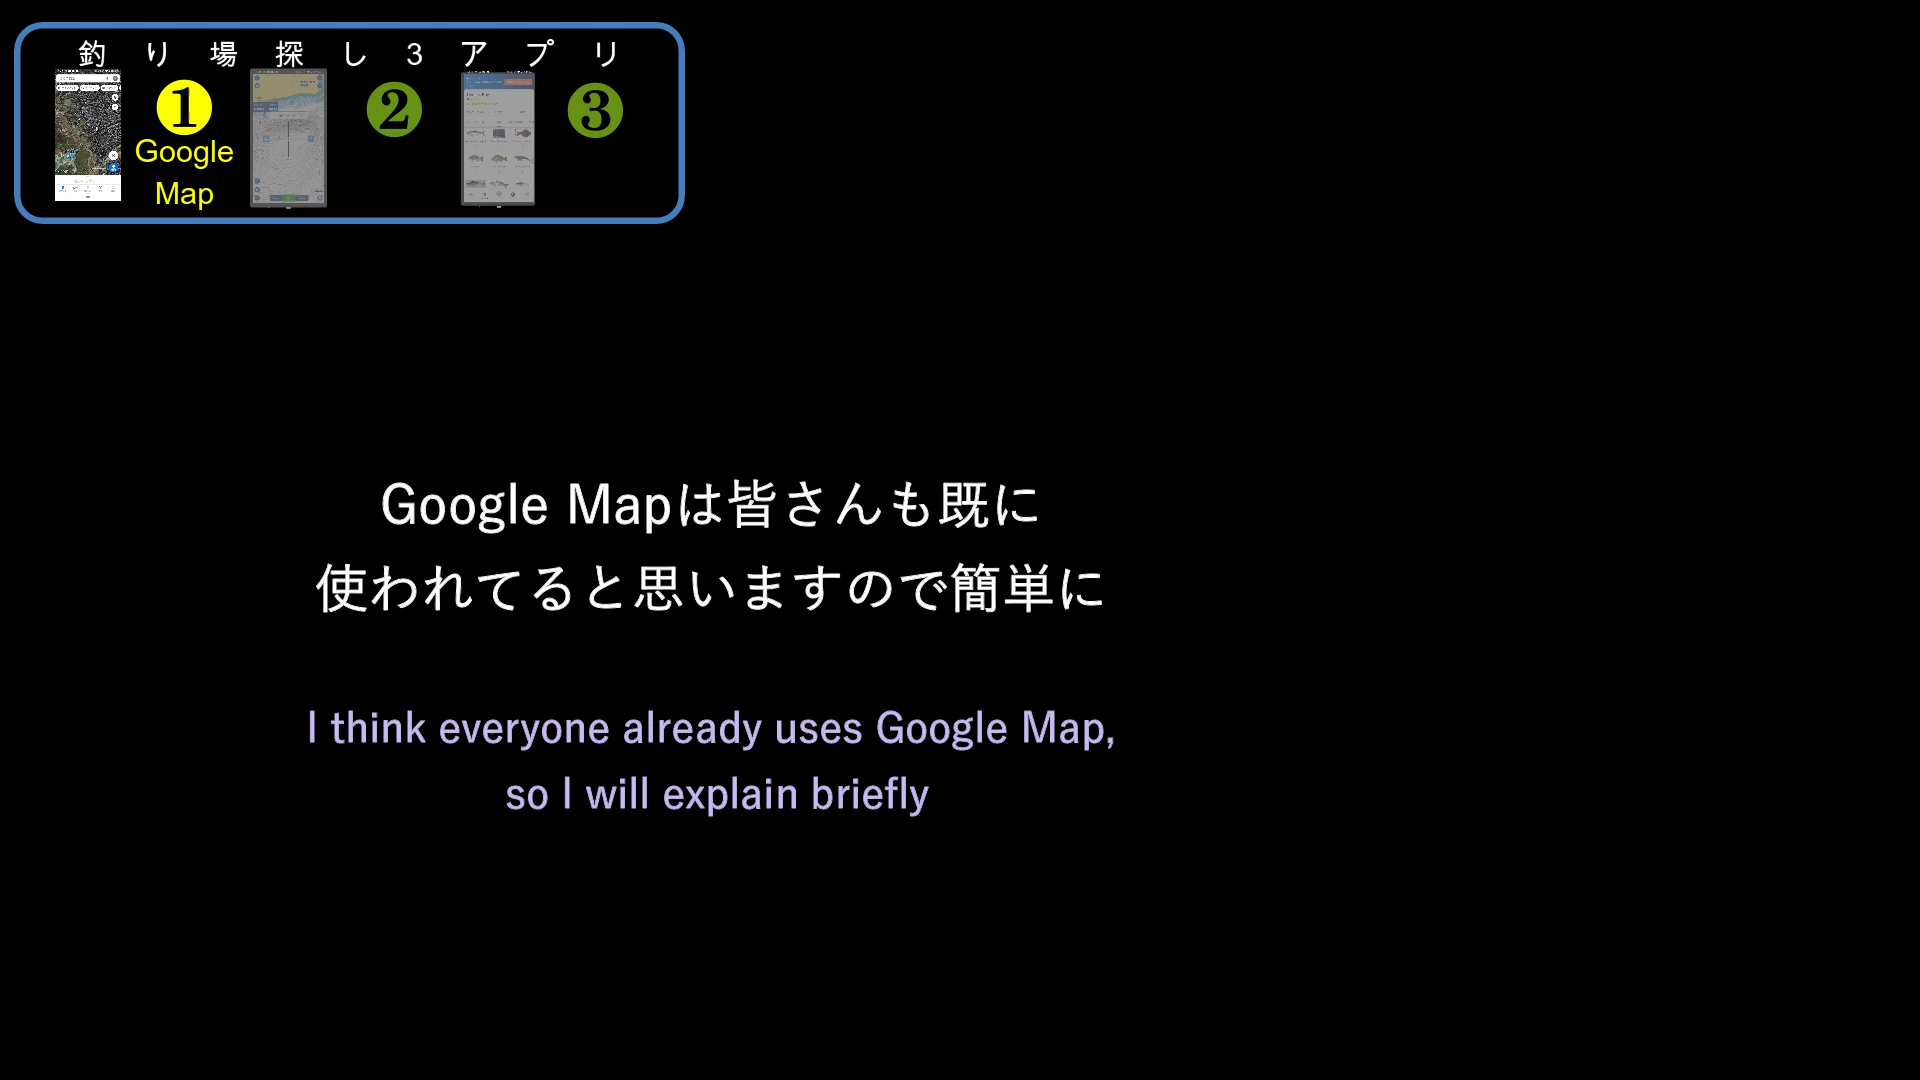 釣り場探し3アプリ
❶
Google
Map
❷
❸
Google Mapは皆さんも既に
使われてると思いますので簡単に
I think everyone already uses Google Map,
so I will explain briefly